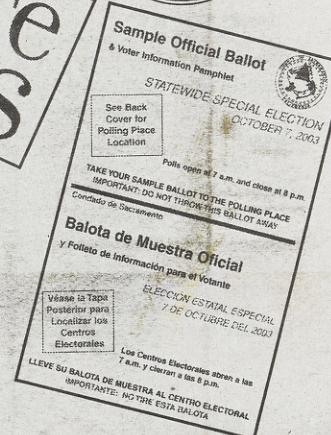 e
s
Sample Official Ballot
& Voter Information Pamphlet
STATEWIDE SPECIAL ELECTION
OCTOBER 7, 2003
See Back
Cover for
Polling Place
Location
Polls open at 7 a.m. and close at 8 p.m.
TAKE YOUR SAMPLE BALLOT TO THE POLLING PLACE
IMPORTANT: DO NOT THROW THIS BALLOT AWAY
Condado de Sacramento
Balota de Muestra Oficial
y Folleto de Información para el Votante
ELECCION ESTATAL ESPECIAL
7 DE OCTUBRE DEL 2003
Véase la Tapa
Posterior para
Localizar los
Centros
Electorales
Los Centros Electorales abren a las
7 a.m. y cierran a las 8 p.m.
LLEVE SU BALOTA DE MUESTRA AL CENTRO ELECTORAL
IMPORTANTE: NO TIRE ESTA BALOTA